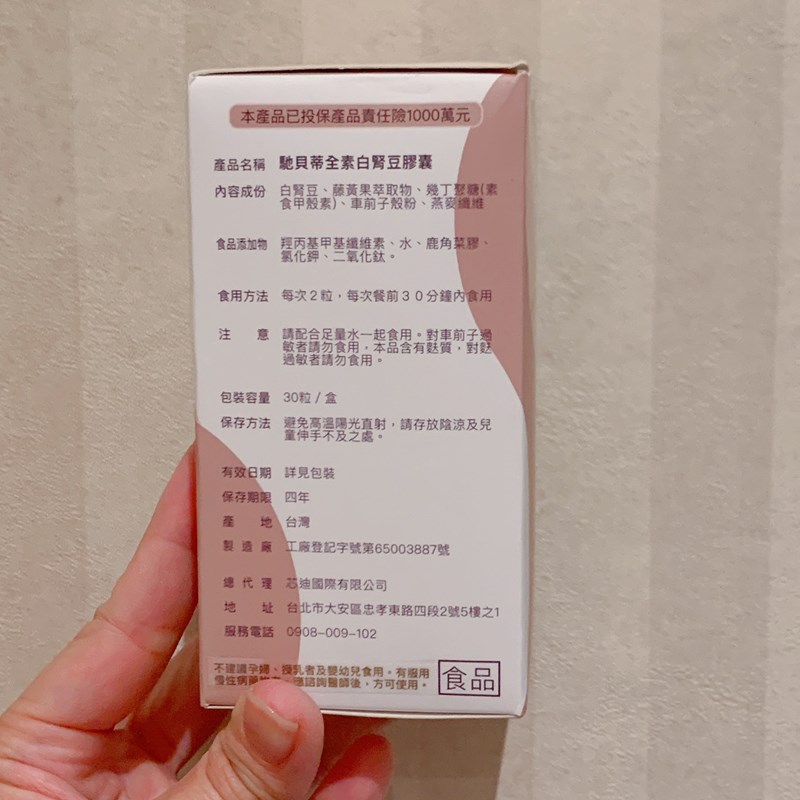 本產品已投保產品責任險1000萬元
產品名稱 馳貝蒂全素白腎豆膠囊
內容成份 白腎豆、藤黃果萃取物、幾丁聚糖(素
食甲殼素)、車前子殼粉、燕麥纖維
食品添加物 羥丙基甲基纖維素、水、鹿角菜膠、
氯化鉀、二氧化鈦。
食用方法 每次2粒,每次餐前30分鐘內食用
注意 請配合足量水一起食用。對車前子過
敏者請勿食用,本品含有麩質,對麩
過敏者請勿食用。
包裝容量 30粒/盒
保存方法 避免高溫陽光直射,請存放陰涼及兒
童伸手不及之處。
有效日期 詳見包裝
保存期限 四年
產地 台灣
製造廠 工廠登記字號第65003887號
總代理 芯迪國際有限公司
地址 台北市大安區忠孝東路四段2號5樓之1
服務電話 0908-009-102
不建議孕婦、授乳者及嬰幼兒食用。有服用
慢性病藥物者,應諮詢醫師後,方可使用。
食品